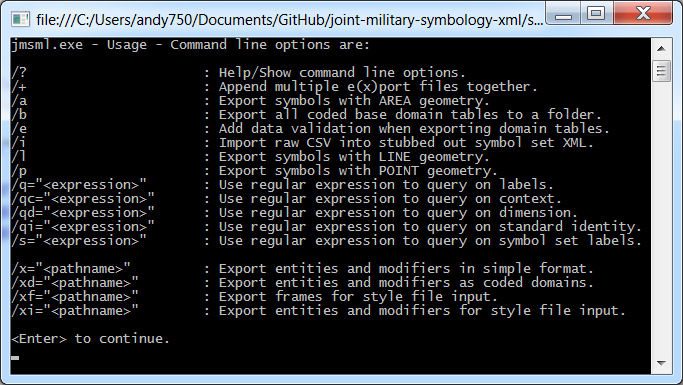 file:///C:/Users/andy750/Documents/GitHub/joint-military-symbology-xml/s...
jmsml.exe - Usage - Command line options are:
/? : Help/Show command line options.
/+ : Append multiple e(x)port files together.
/a : Export symbols with AREA geometry.
/b : Export all coded base domain tables to a folder.
/e : Add data validation when exporting domain tables.
/i : Import raw CSV into stubbed out symbol set XML.
/l : Export symbols with LINE geometry.
/p : Export symbols with POINT geometry.
/q="<expression>" : Use regular expression to query on labels.
/qc="<expression>" : Use regular expression to query on context.
/qd="<expression>" : Use regular expression to query on dimension.
/qi="<expression>" : Use regular expression to query on standard identity.
/s="<expression>" : Use regular expression to query on symbol set labels.
/x="<pathname>" : Export entities and modifiers in simple format.
/xd="<pathname>" : Export entities and modifiers as coded domains.
/xf="<pathname>" : Export frames for style file input.
/xi="<pathname>" : Export entities and modifiers for style file input.
<Enter> to continue.